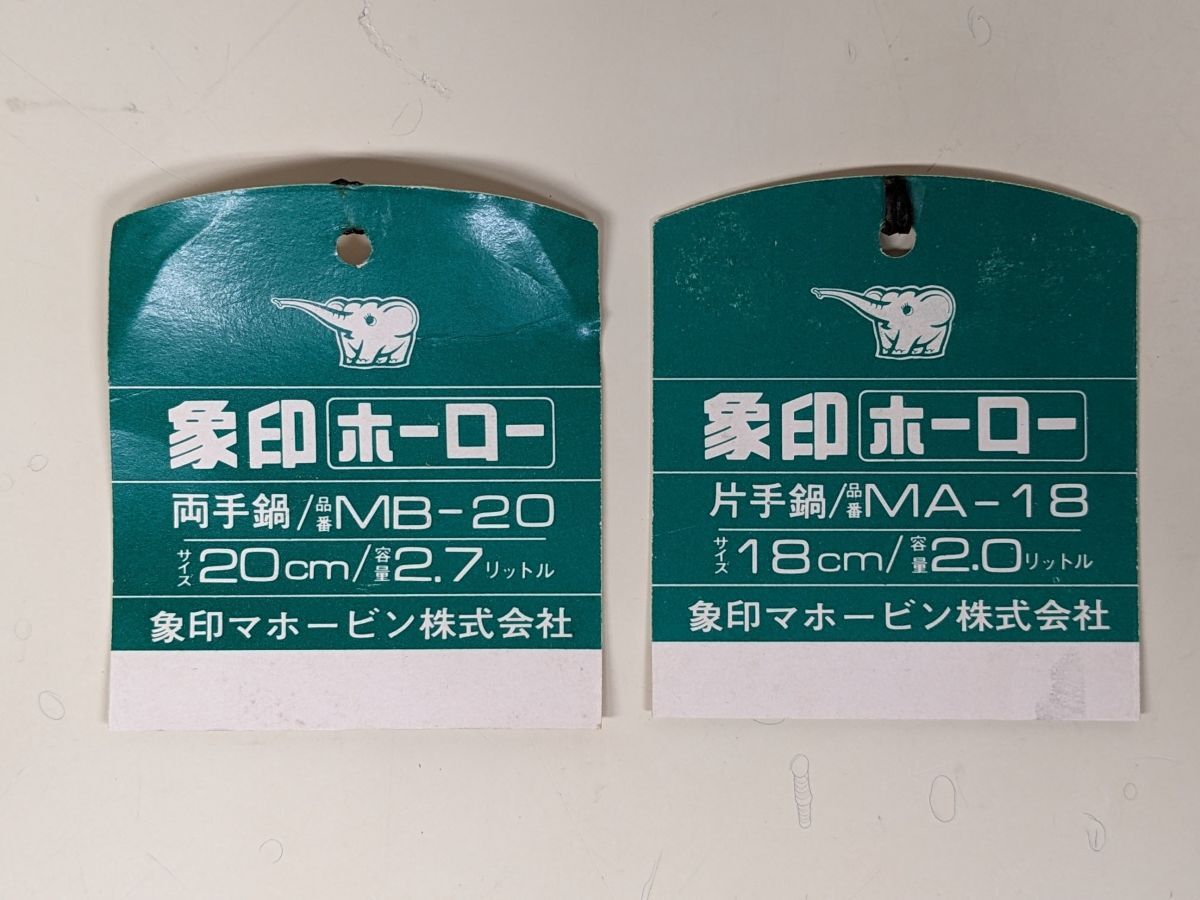 象印ホーロー
両手鍋/品番MB-20
サイズ20cm/容量2.7リットル
象印マホービン株式会社
象印ホーロー
片手鍋/品番MA-18
サイズ18cm/容量2.0リットル
象印マホービン株式会社